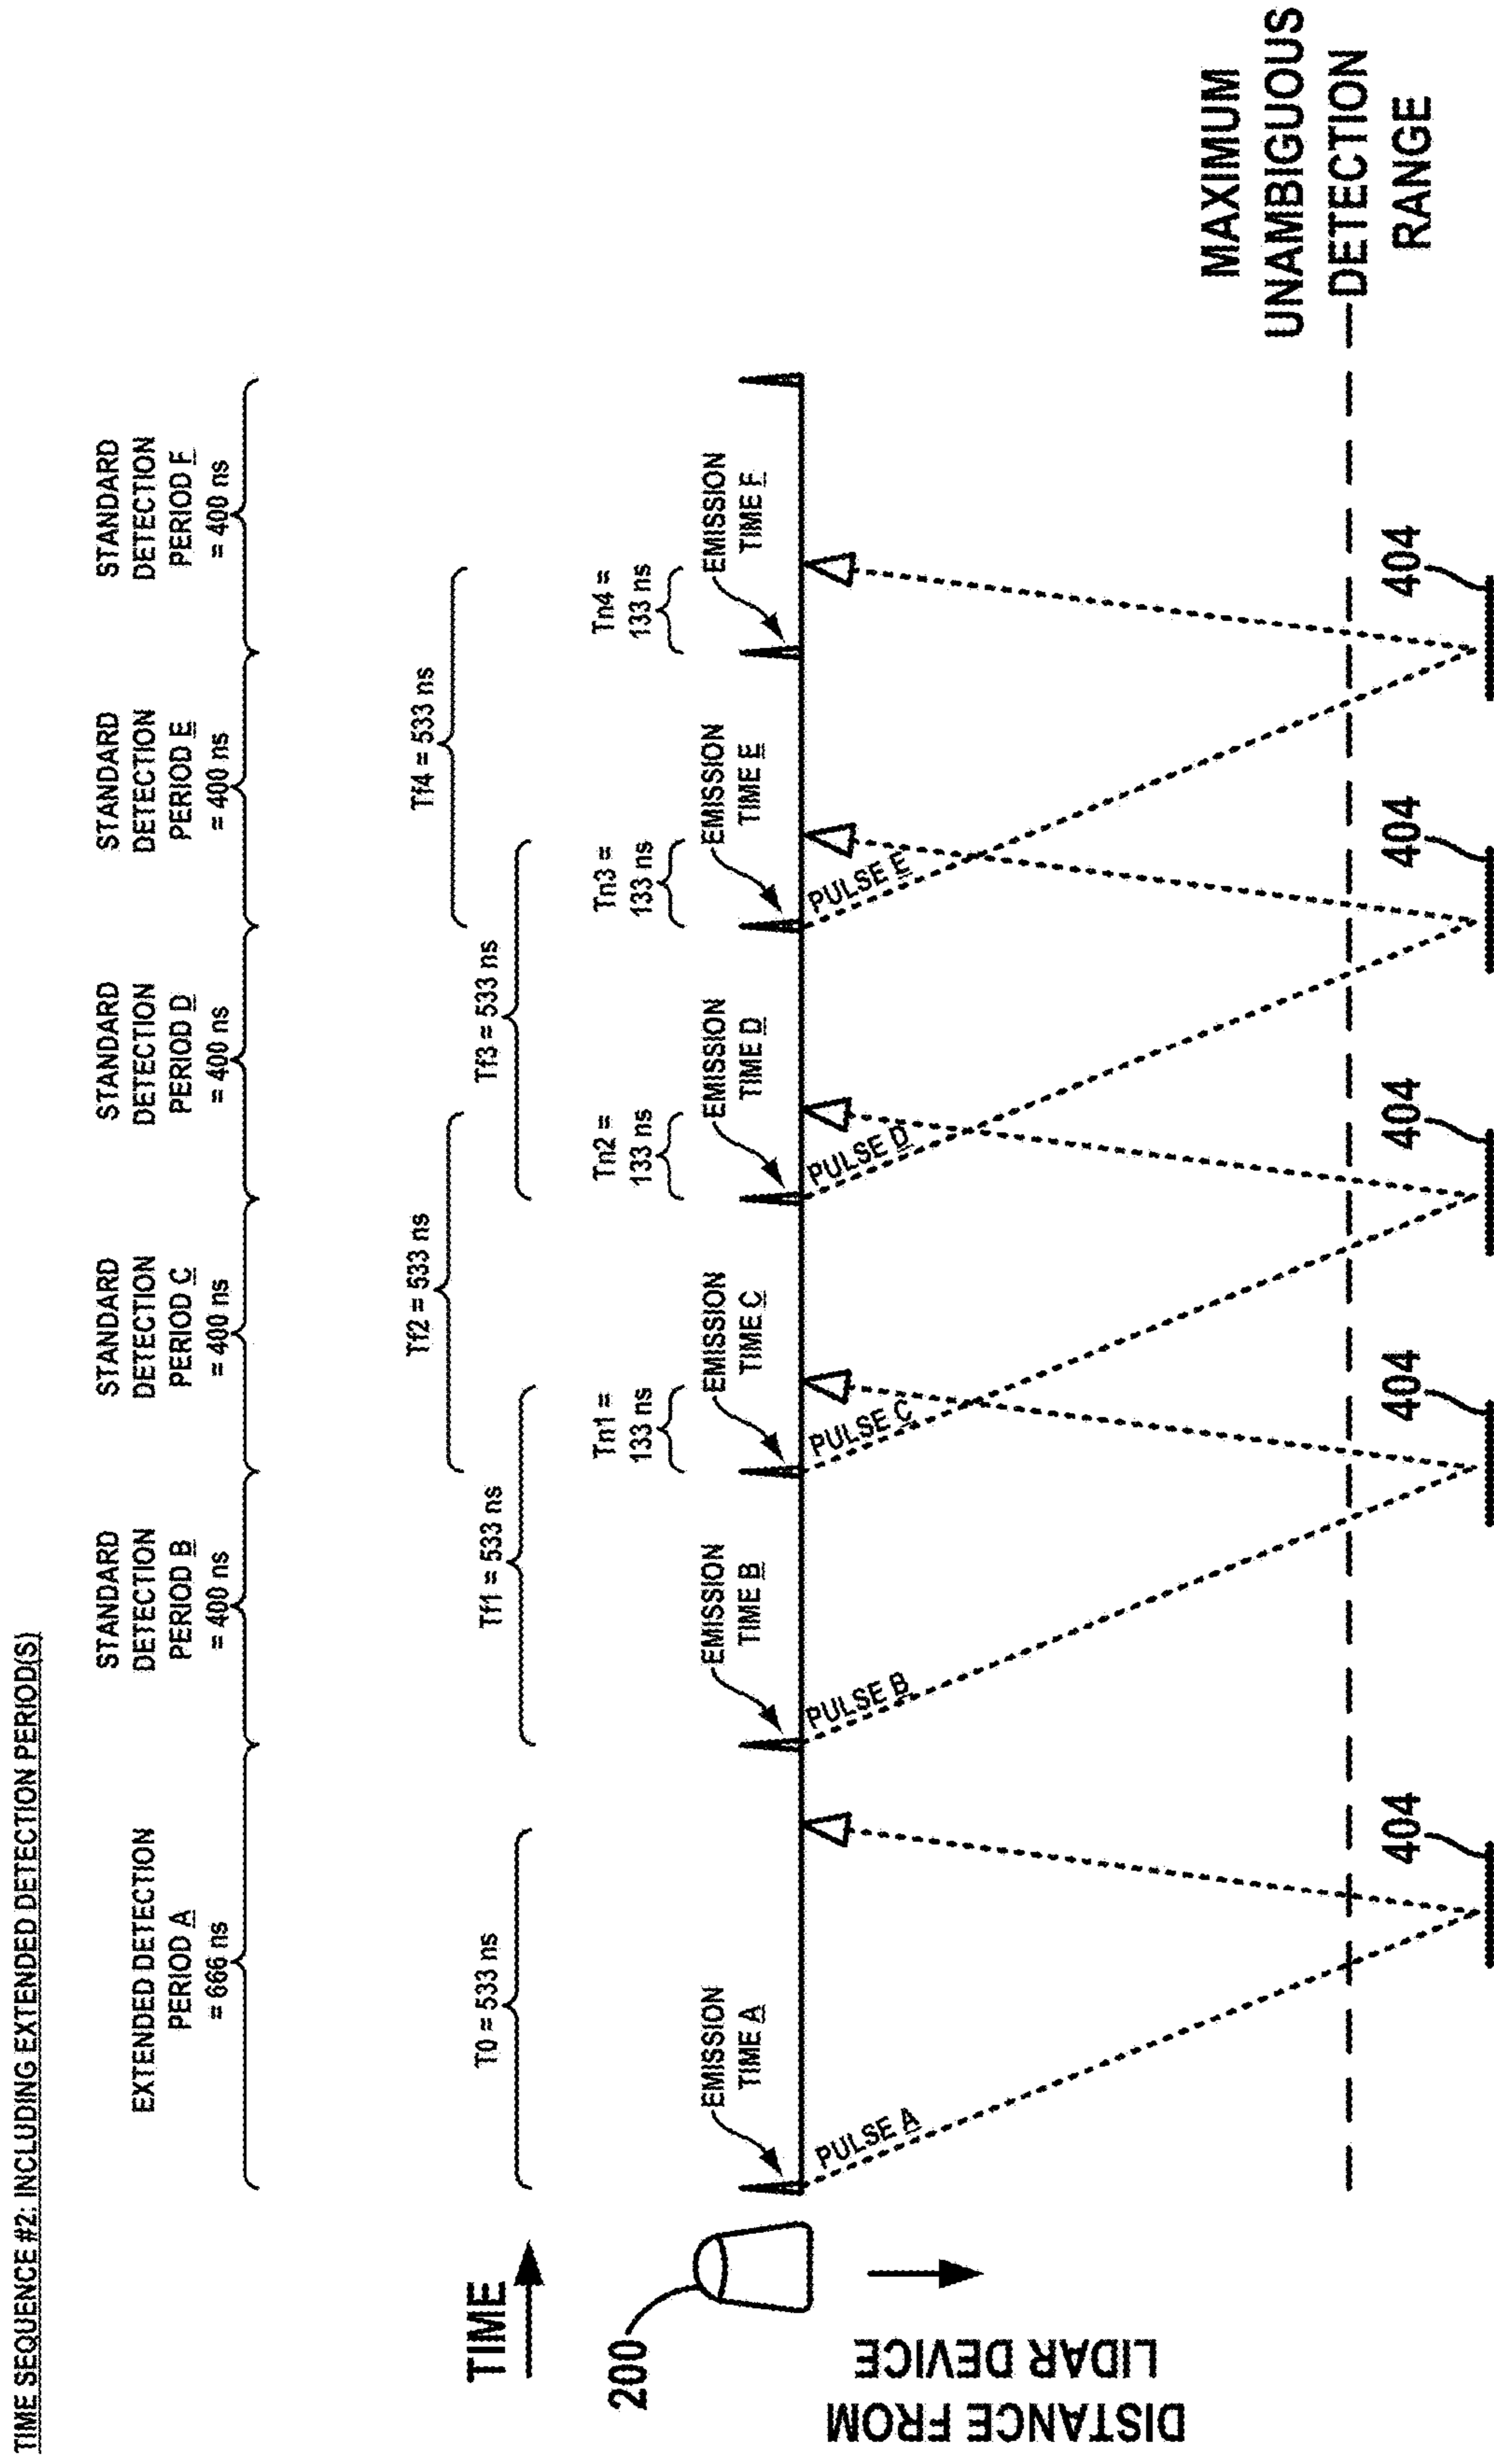 TIME SEQUENCE #2: INCLUDING EXTENDED DETECTION PERIOD(S)
EXTENDED DETECTION
PERIOD A
= 666 ns
STANDARD
DETECTION
PERIOD B
= 400 ns
STANDARD
DETECTION
PERIOD C
= 400 ns
STANDARD
DETECTION
PERIOD D
= 400 ns
STANDARD
DETECTION
PERIOD E
= 400 ns
STANDARD
DETECTION
PERIOD F
= 400 ns
Tf2 = 533 ns
Tf4 = 533 ns
TIME
T0 = 533 ns
Tf1 = 533 ns
Tf3 = 533 ns
Tn1 =
133 ns
Tn2 =
133 ns
Tn3 =
133 ns
Tn4 =
133 ns
200
EMISSION
TIME A
EMISSION
TIME B
EMISSION
TIME C
EMISSION
TIME D
EMISSION
TIME E
EMISSION
TIME F
PULSE A
PULSE B
PULSE C
PULSE D
PULSE E
DISTANCE FROM
LIDAR DEVICE
MAXIMUM
UNAMBIGUOUS
DETECTION
RANGE
404
404
404
404
404